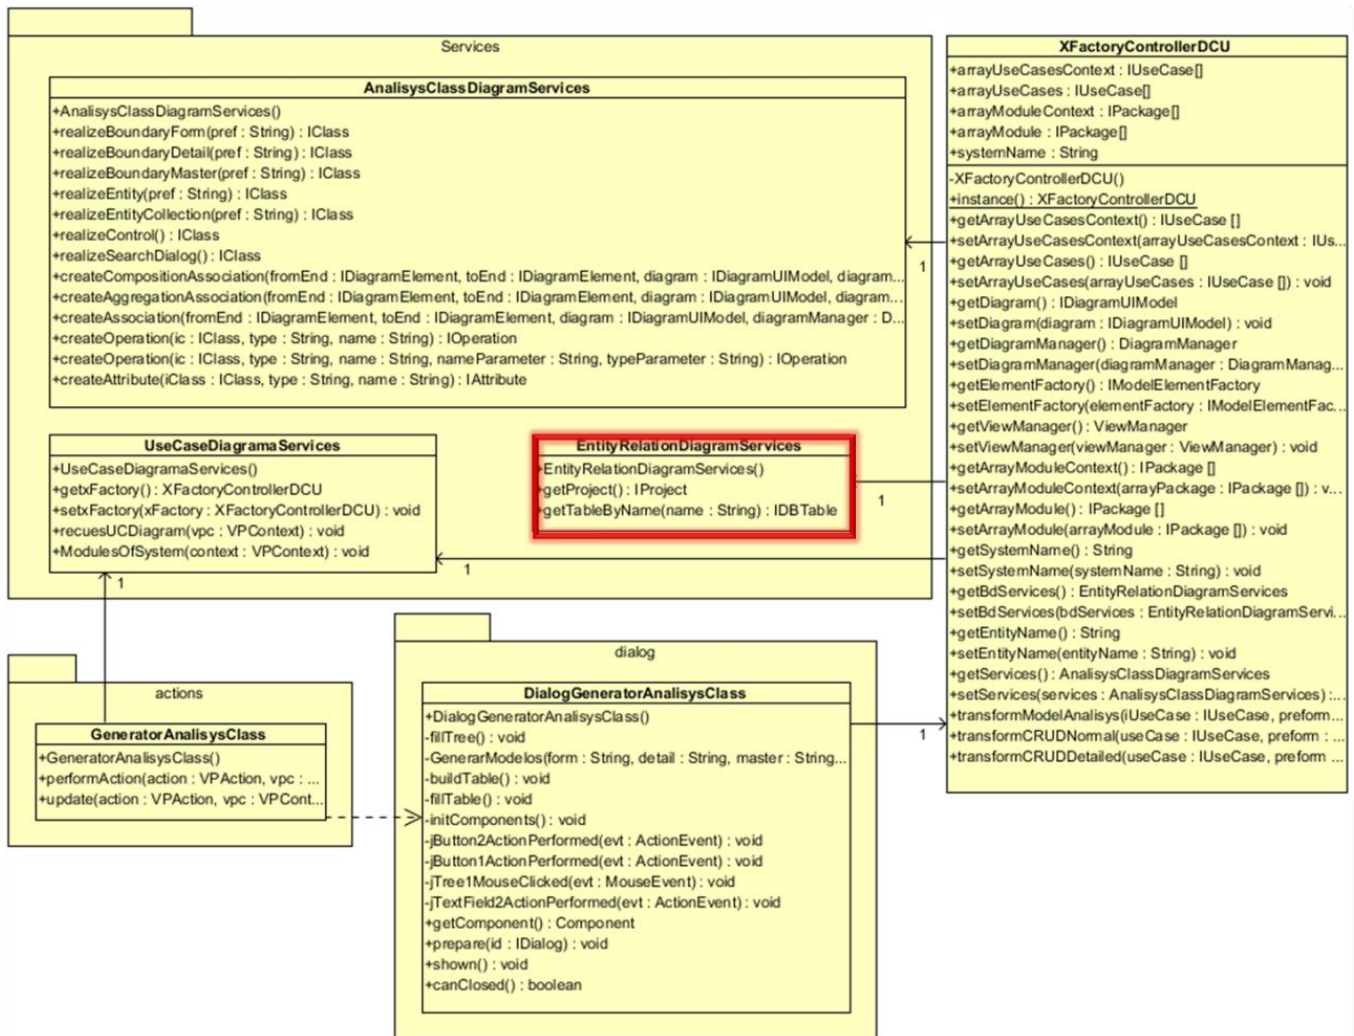 Services
AnalisysClassDiagramServices
+AnalisysClassDiagramServices()
+realizeBoundaryForm(pref : String) : IClass
+realizeBoundaryDetail(pref : String) : IClass
+realizeBoundaryMaster(pref : String) : IClass
+realizeEntity(pref : String) : IClass
+realizeEntityCollection(pref : String) : IClass
+realizeControl() : IClass
+realizeSearchDialog() : IClass
+createCompositionAssociation(fromEnd : IDiagramElement, toEnd : IDiagramElement, diagram : IDiagramUIModel, diagram...
+createAggregationAssociation(fromEnd : IDiagramElement, toEnd : IDiagramElement, diagram : IDiagramUIModel, diagram...
+createAssociation(fromEnd : IDiagramElement, toEnd : IDiagramElement, diagram : IDiagramUIModel, diagramManager : D...
+createOperation(ic : IClass, type : String, name : String) : IOperation
+createOperation(ic : IClass, type : String, name : String, nameParameter : String, typeParameter : String) : IOperation
+createAttribute(iClass : IClass, type : String, name : String) : IAttribute
UseCaseDiagramaServices
+UseCaseDiagramaServices()
+getxFactory() : XFactoryControllerDCU
+setxFactory(xFactory : XFactoryControllerDCU) : void
+recuesUCDiagram(vpc : VPContext) : void
+ModulesOfSystem(context : VPContext) : void
EntityRelationDiagramServices
+EntityRelationDiagramServices()
+getProject() : IProject
+getTableByName(name : String) : IDBTable
XFactoryControllerDCU
+arrayUseCasesContext : IUseCase[]
+arrayUseCases : IUseCase[]
+arrayModuleContext : IPackage[]
+arrayModule : IPackage[]
+systemName : String
-XFactoryControllerDCU()
+instance() : XFactoryControllerDCU
+getArrayUseCasesContext() : IUseCase []
+setArrayUseCasesContext(arrayUseCasesContext : IUs...
+getArrayUseCases() : IUseCase []
+setArrayUseCases(arrayUseCases : IUseCase []) : void
+getDiagram() : IDiagramUIModel
+setDiagram(diagram : IDiagramUIModel) : void
+getDiagramManager() : DiagramManager
+setDiagramManager(diagramManager : DiagramManag...
+getElementFactory() : IModelElementFactory
+setElementFactory(elementFactory : IModelElementFac...
+getViewManager() : ViewManager
+setViewManager(viewManager : ViewManager) : void
+getArrayModuleContext() : IPackage []
+setArrayModuleContext(arrayPackage : IPackage []) : v...
+getArrayModule() : IPackage []
+setArrayModule(arrayModule : IPackage []) : void
+getSystemName() : String
+setSystemName(systemName : String) : void
+getBdServices() : EntityRelationDiagramServices
+setBdServices(bdServices : EntityRelationDiagramServi...
+getEntityName() : String
+setEntityName(entityName : String) : void
+getServices() : AnalisysClassDiagramServices
+setServices(services : AnalisysClassDiagramServices) :...
+transformModelAnalisys(iUseCase : IUseCase, preform...
+transformCRUDNormal(useCase : IUseCase, preform : ...
+transformCRUDDetailed(useCase : IUseCase, preform ...
1
1
1
1
1
actions
GeneratorAnalisysClass
+GeneratorAnalisysClass()
+performAction(action : VPAction, vpc : ...
+update(action : VPAction, vpc : VPCont...
dialog
DialogGeneratorAnalisysClass
+DialogGeneratorAnalisysClass()
-fillTree() : void
-GenerarModelos(form : String, detail : String, master : String...
-buildTable() : void
-fillTable() : void
-initComponents() : void
-jButton2ActionPerformed(evt : ActionEvent) : void
-jButton1ActionPerformed(evt : ActionEvent) : void
-jTree1MouseClicked(evt : MouseEvent) : void
-jTextField2ActionPerformed(evt : ActionEvent) : void
+getComponent() : Component
+prepare(id : IDialog) : void
+shown() : void
+canClosed() : boolean